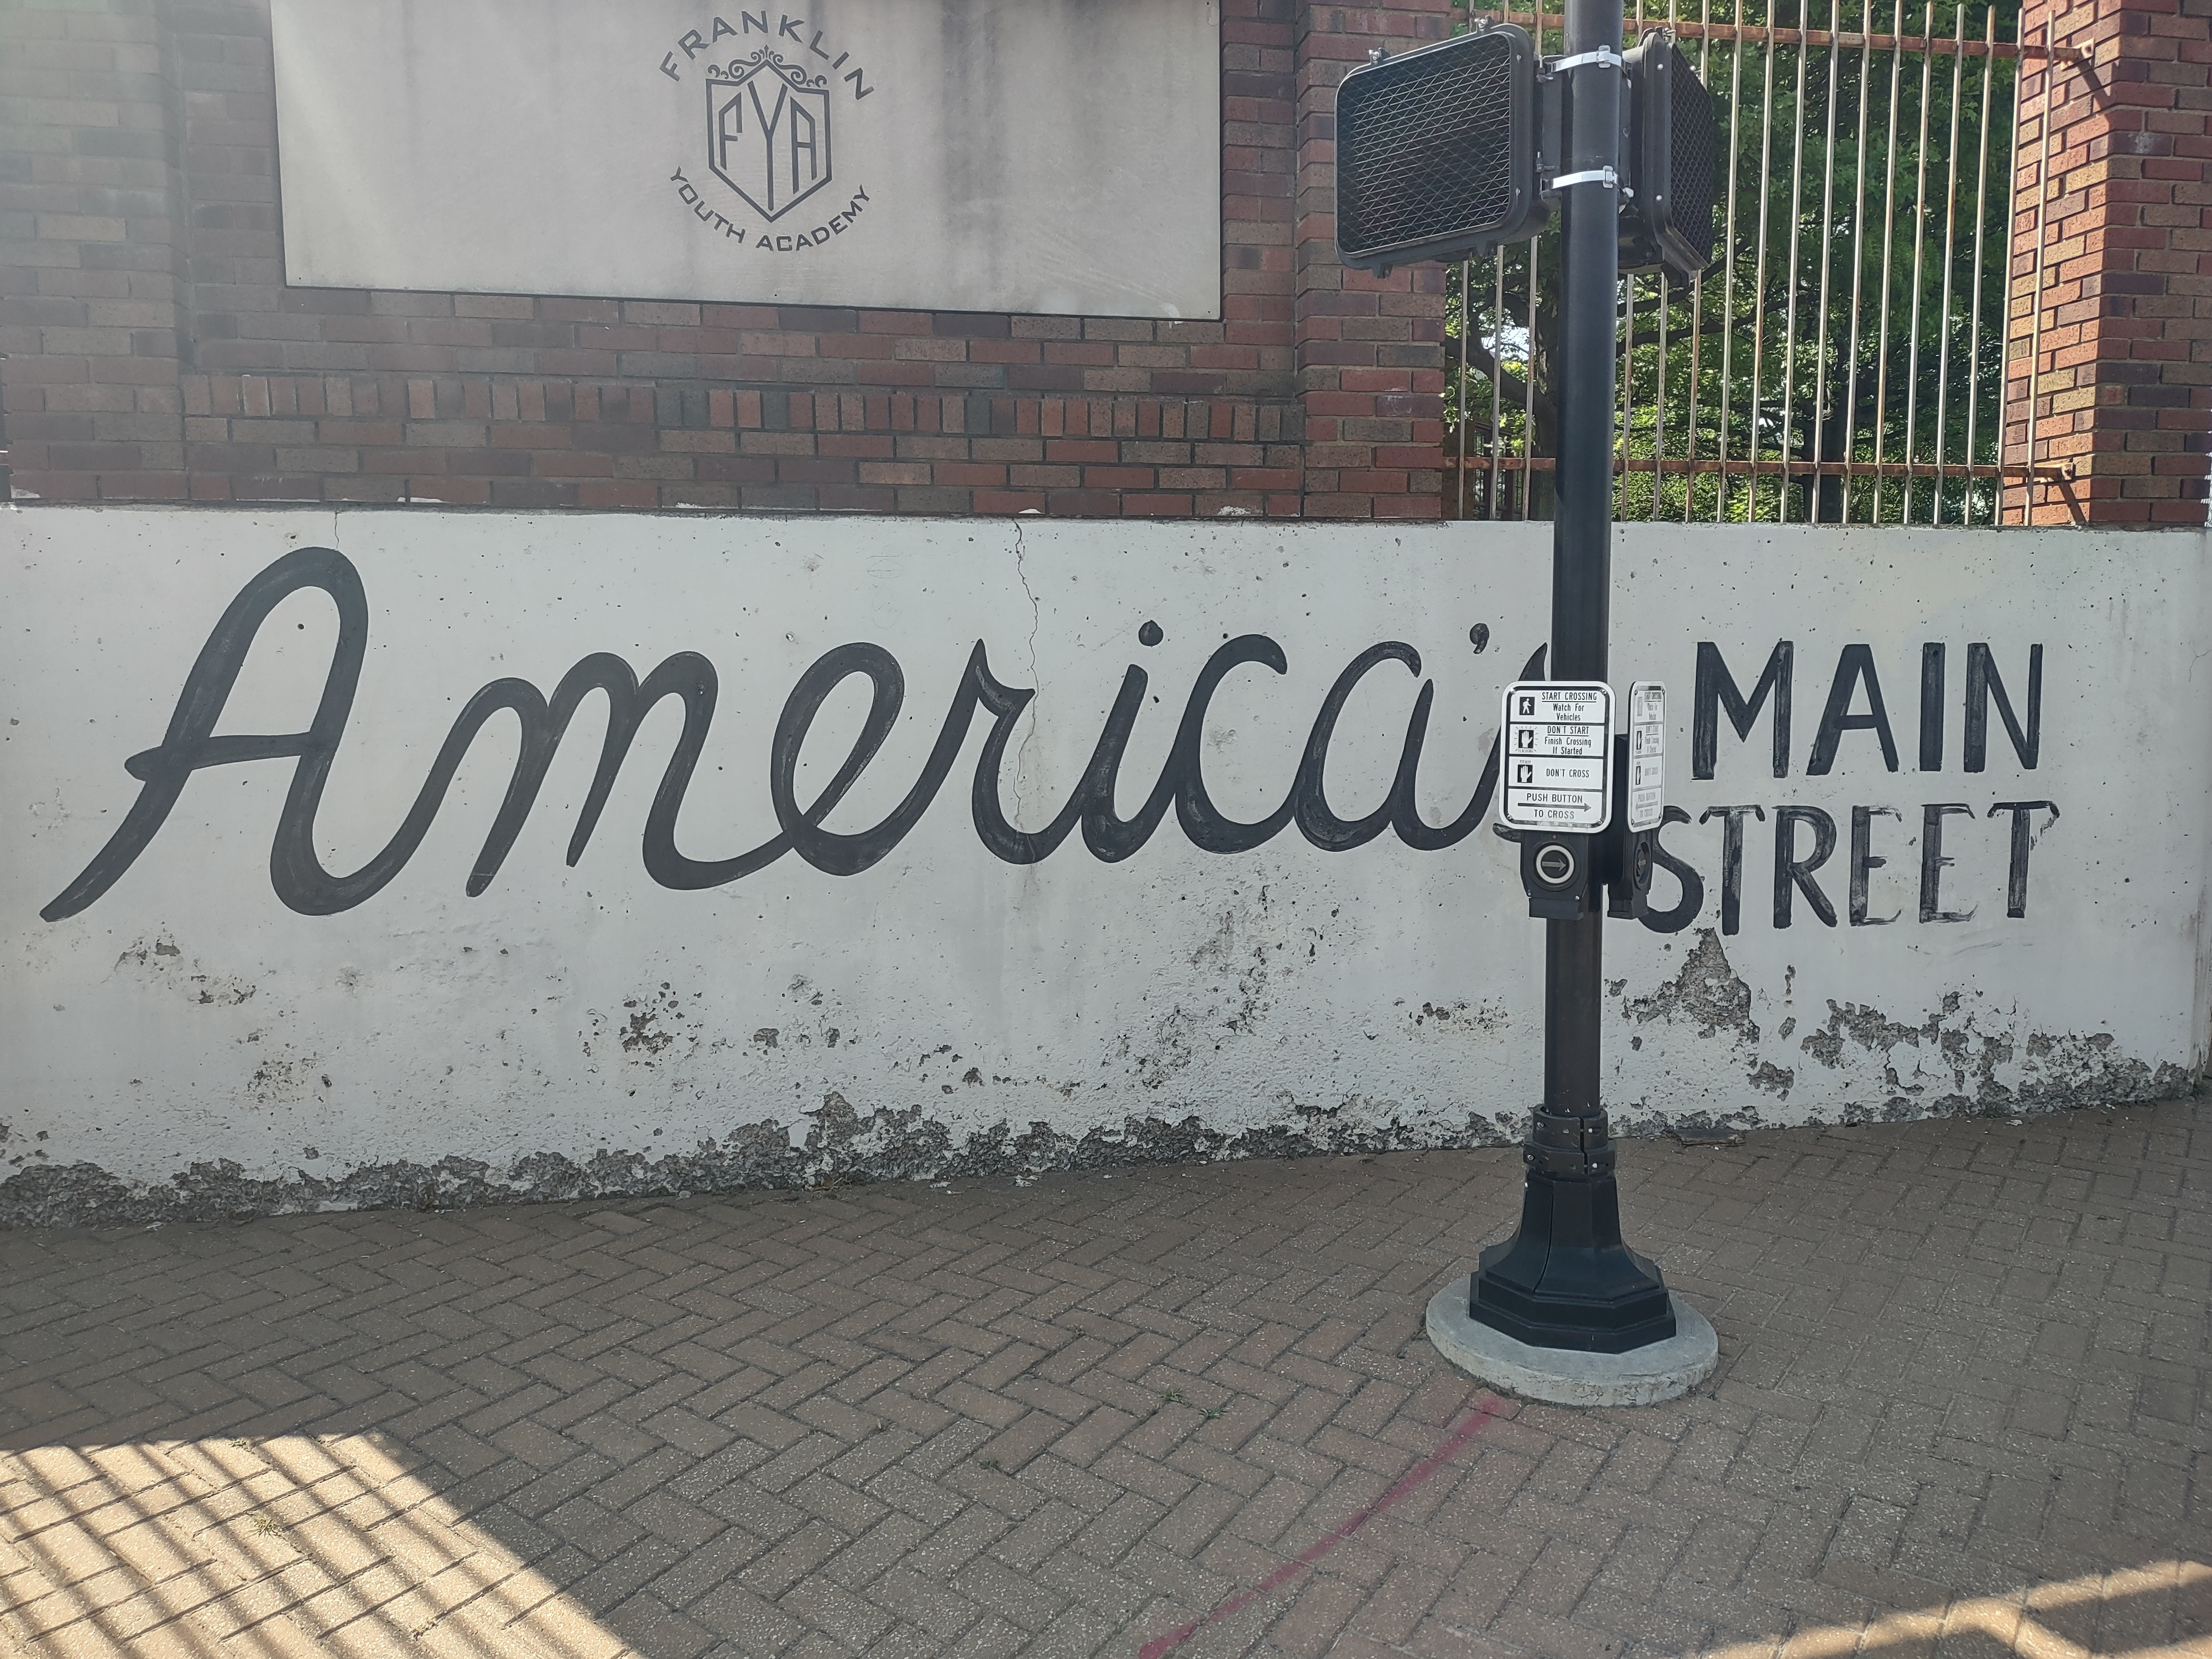 FRANKLIN
FYA
YOUTH ACADEMY
America's
MAIN
STREET
START CROSSING
Watch For
Vehicles
DON'T START
Finish Crossing
If Started
DON'T CROSS
PUSH BUTTON
TO CROSS